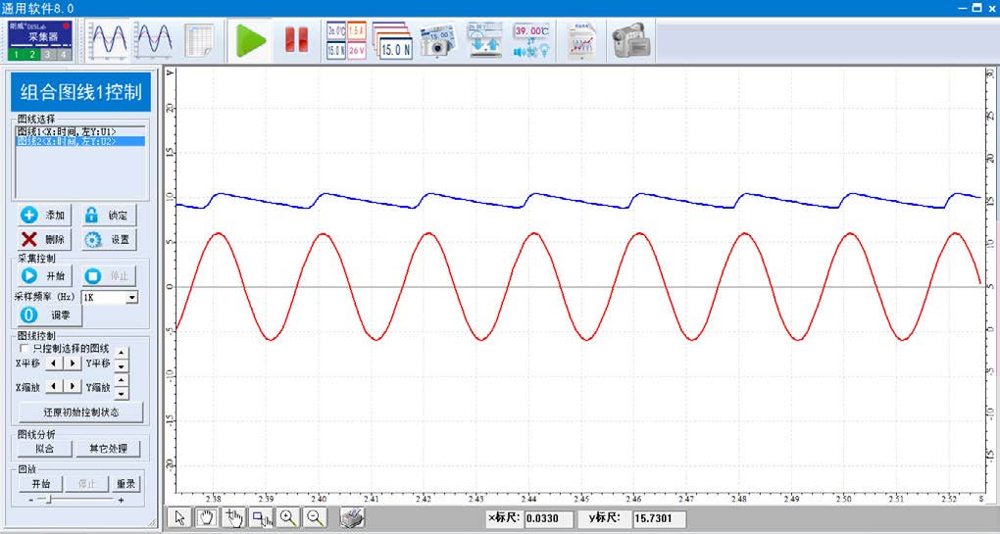 通用软件8.0
朗威®DISLab
采集器
1 2 3 4
26.0℃ 1.5A
15.0 N 26V
15.0 N
15.0 N
39.00℃
组合图线1控制
图线选择
图线1<X:时间,左Y:U1>
图线2<X:时间,左Y:U2>
添加 锁定
删除 设置
采集控制
开始 停止
采样频率 (Hz) 1K
调零
图线控制
只控制选择的图线
X平移 Y平移
X缩放 Y缩放
还原初始控制状态
图线分析
拟合 其它处理
回放
开始 停止 重录
- +
20
15
10
5
0
-5
-10
-15
-20
30
25
20
15
10
5
0
-5
-10
-15
2.38 2.39 2.40 2.41 2.42 2.43 2.44 2.45 2.46 2.47 2.48 2.49 2.50 2.51 2.52 S
x标尺: 0.0330 y标尺: 15.7301